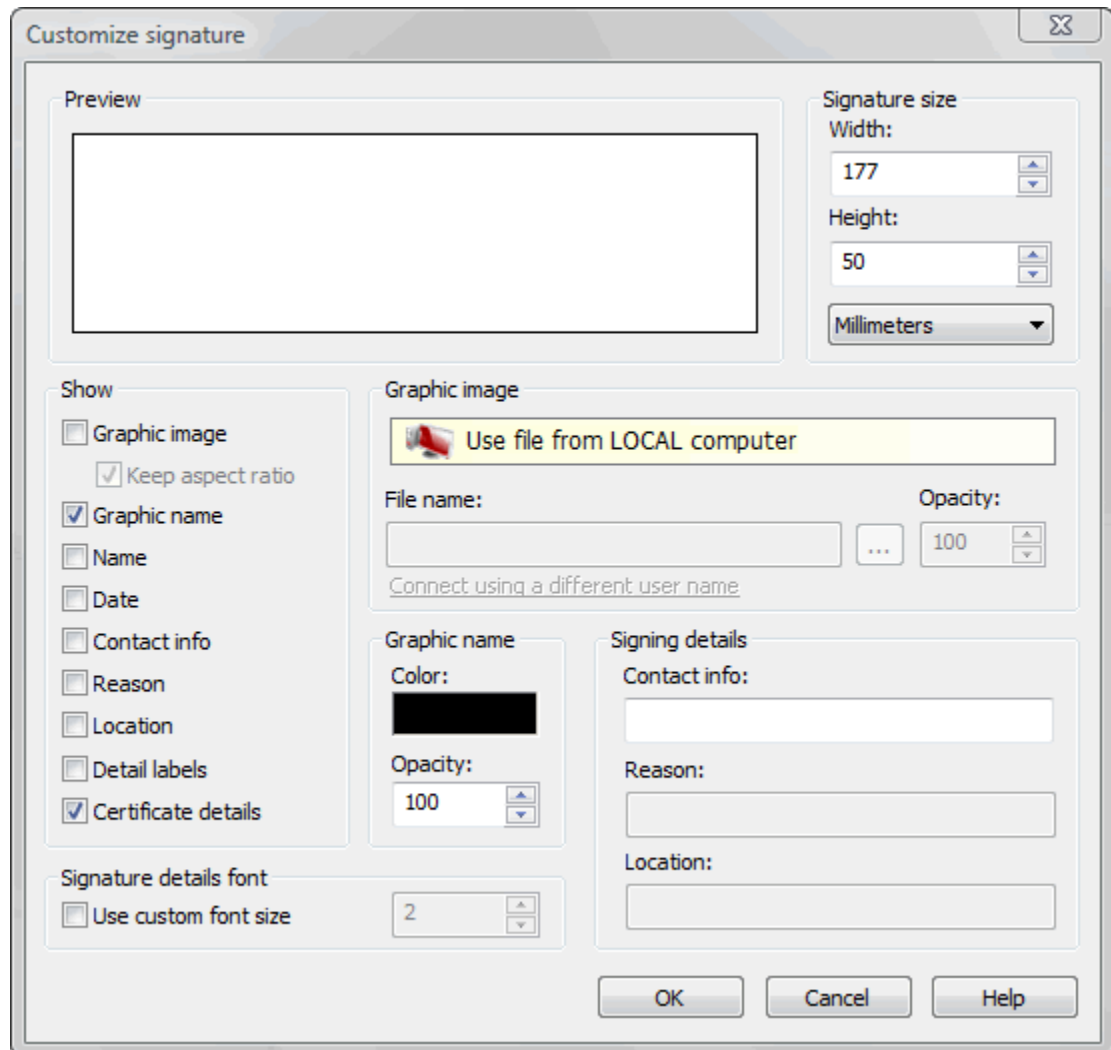 Customize signature
Preview
Signature size
Width:
177
Height:
50
Millimeters
Show
Graphic image
Keep aspect ratio
Graphic name
Name
Date
Contact info
Reason
Location
Detail labels
Certificate details
Graphic image
Use file from LOCAL computer
File name:
Opacity:
...
100
Connect using a different user name
Graphic name
Color:
Opacity:
100
Signing details
Contact info:
Reason:
Location:
Signature details font
Use custom font size
2
OK
Cancel
Help